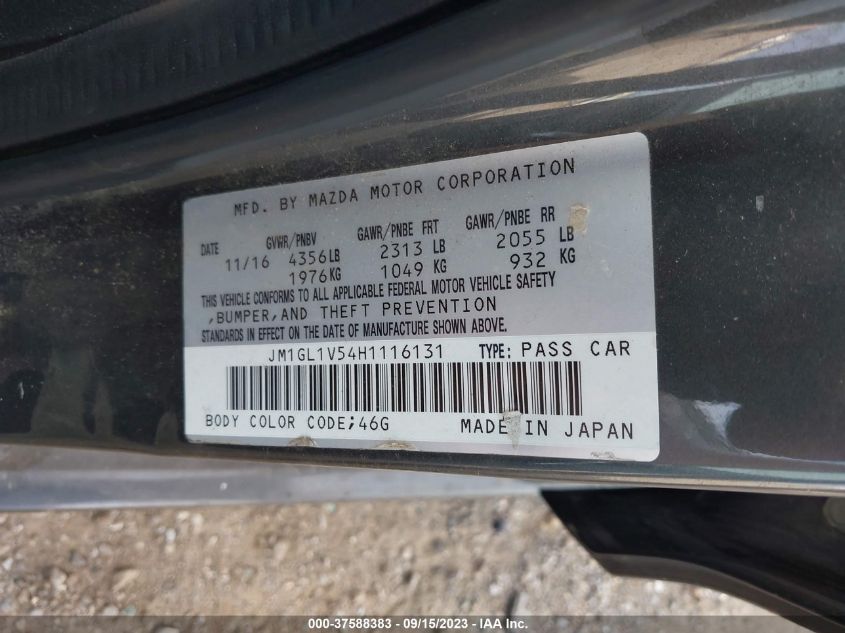 MFD. BY MAZDA MOTOR CORPORATION
DATE GVWR/PNBV GAWR/PNBE FRT GAWR/PNBE RR
11/16 4356LB 2313 LB 2055 LB
1976KG 1049 KG 932 KG
THIS VEHICLE CONFORMS TO ALL APPLICABLE FEDERAL MOTOR VEHICLE SAFETY
,BUMPER,AND THEFT PREVENTION
STANDARDS IN EFFECT ON THE DATE OF MANUFACTURE SHOWN ABOVE.
JM1GL1V54H1116131 TYPE: PASS CAR
BODY COLOR CODE;46G MADE IN JAPAN
000-37588383 - 09/15/2023 - IAA Inc.